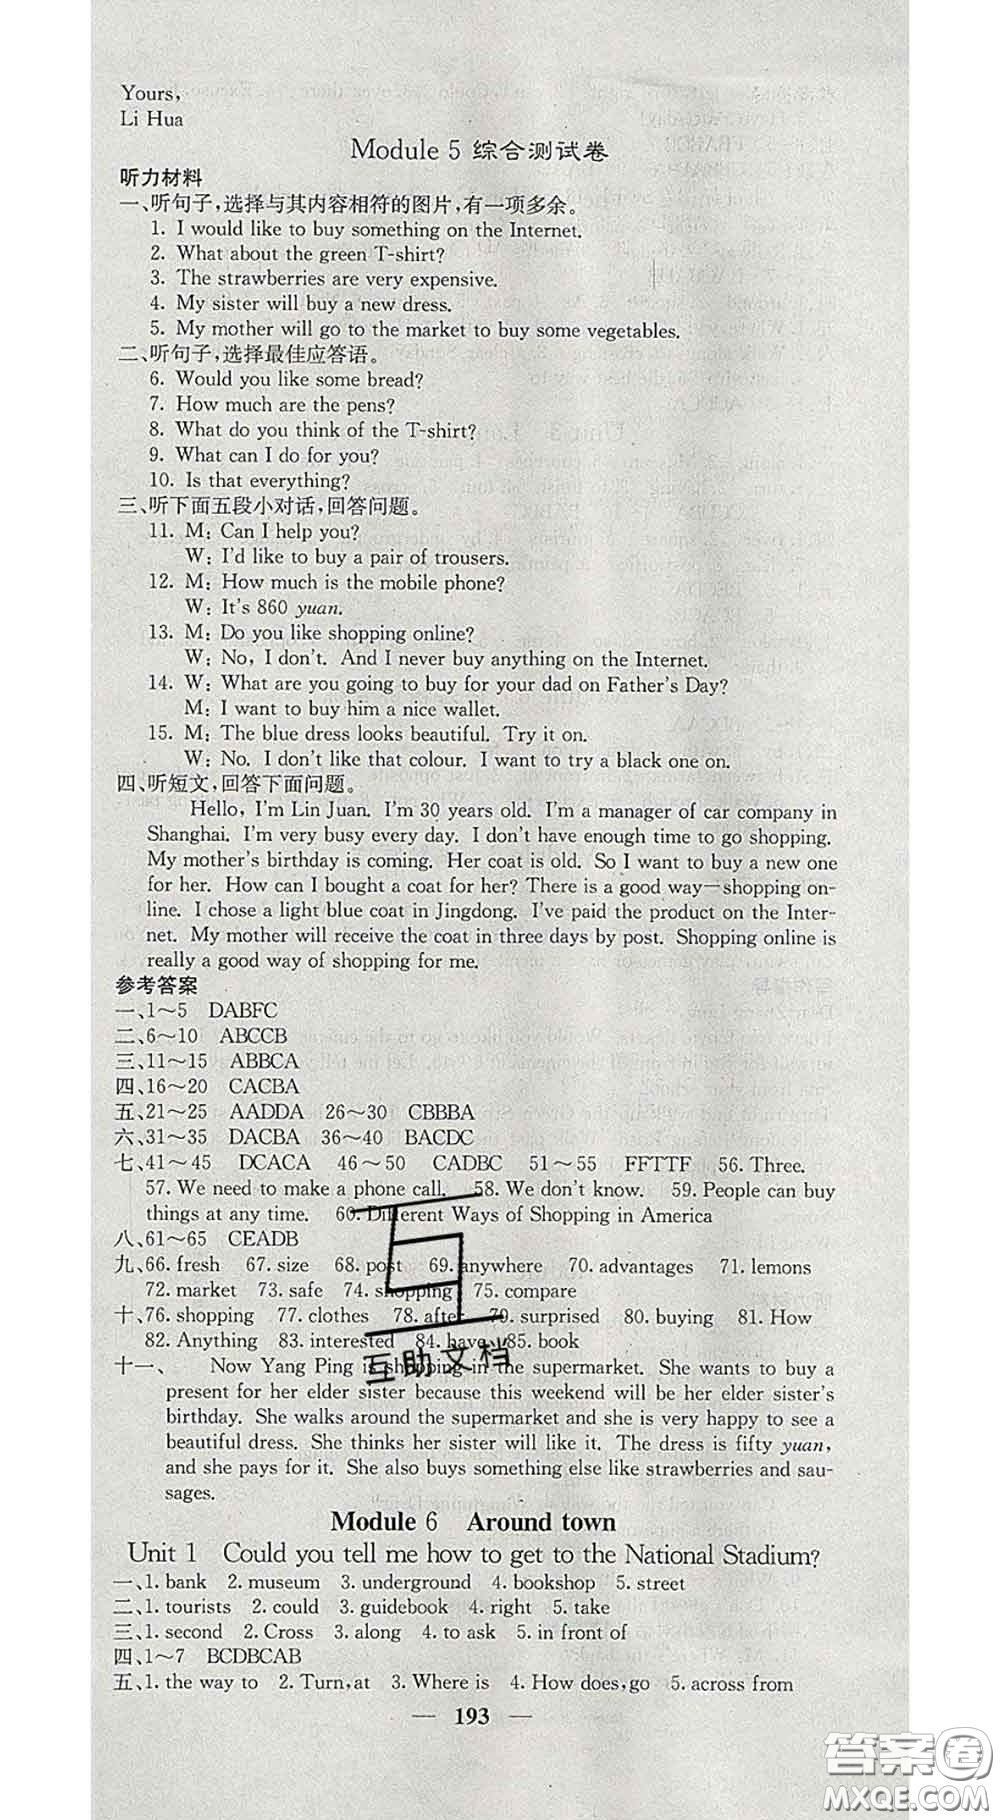 Yours,
Li Hua
Module 5 综合测试卷
听力材料
一、听句子,选择与其内容相符的图片,有一项多余。
1. I would like to buy something on the Internet.
2. What about the green T-shirt?
3. The strawberries are very expensive.
4. My sister will buy a new dress.
5. My mother will go to the market to buy some vegetables.
二、听句子,选择最佳应答语。
6. Would you like some bread?
7. How much are the pens?
8. What do you think of the T-shirt?
9. What can I do for you?
10. Is that everything?
三、听下面五段小对话,回答问题。
11. M: Can I help you?
W: I'd like to buy a pair of trousers.
12. M: How much is the mobile phone?
W: It's 860 yuan.
13. M: Do you like shopping online?
W: No, I don't. And I never buy anything on the Internet.
14. W: What are you going to buy for your dad on Father's Day?
M: I want to buy him a nice wallet.
15. M: The blue dress looks beautiful. Try it on.
W: No. I don't like that colour. I want to try a black one on.
四、听短文,回答下面问题。
Hello, I'm Lin Juan. I'm 30 years old. I'm a manager of car company in
Shanghai. I'm very busy every day. I don't have enough time to go shopping.
My mother's birthday is coming. Her coat is old. So I want to buy a new one
for her. How can I bought a coat for her? There is a good way—shopping on-
line. I chose a light blue coat in Jingdong. I've paid the product on the Inter-
net. My mother will receive the coat in three days by post. Shopping online is
really a good way of shopping for me.
参考答案
一、1～5 DABFC
二、6～10 ABCCB
三、11～15 ABBCA
四、16～20 CACBA
五、21～25 AADDA 26～30 CBBBA
六、31～35 DACBA 36～40 BACDC
七、41～45 DCACA 46～50 CADBC 51～55 FFTTF 56. Three.
57. We need to make a phone call. 58. We don't know. 59. People can buy
things at any time. 60. Different Ways of Shopping in America
八、61～65 CEADB
九、66. fresh 67. size 68. post 69. anywhere 70. advantages 71. lemons
72. market 73. safe 74. shopping 75. compare
十、76. shopping 77. clothes 78. after 79. surprised 80. buying 81. How
82. Anything 83. interested 84. have 85. book
十一、 Now Yang Ping is shopping in the supermarket. She wants to buy a
present for her elder sister because this weekend will be her elder sister's
birthday. She walks around the supermarket and she is very happy to see a
beautiful dress. She thinks her sister will like it. The dress is fifty yuan,
and she pays for it. She also buys something else like strawberries and sau-
sages.
互助文档
Module 6 Around town
Unit 1 Could you tell me how to get to the National Stadium?
一、1. bank 2. museum 3. underground 4. bookshop 5. street
二、1. tourists 2. could 3. guidebook 4. right 5. take
三、1. second 2. Cross 3. along 4. to ask 5. in front of
四、1～7 BCDBCAB
五、1. the way to 2. Turn,at 3. Where is 4. How does,go 5. across from
— 193 —
答案圈
MXQE.COM